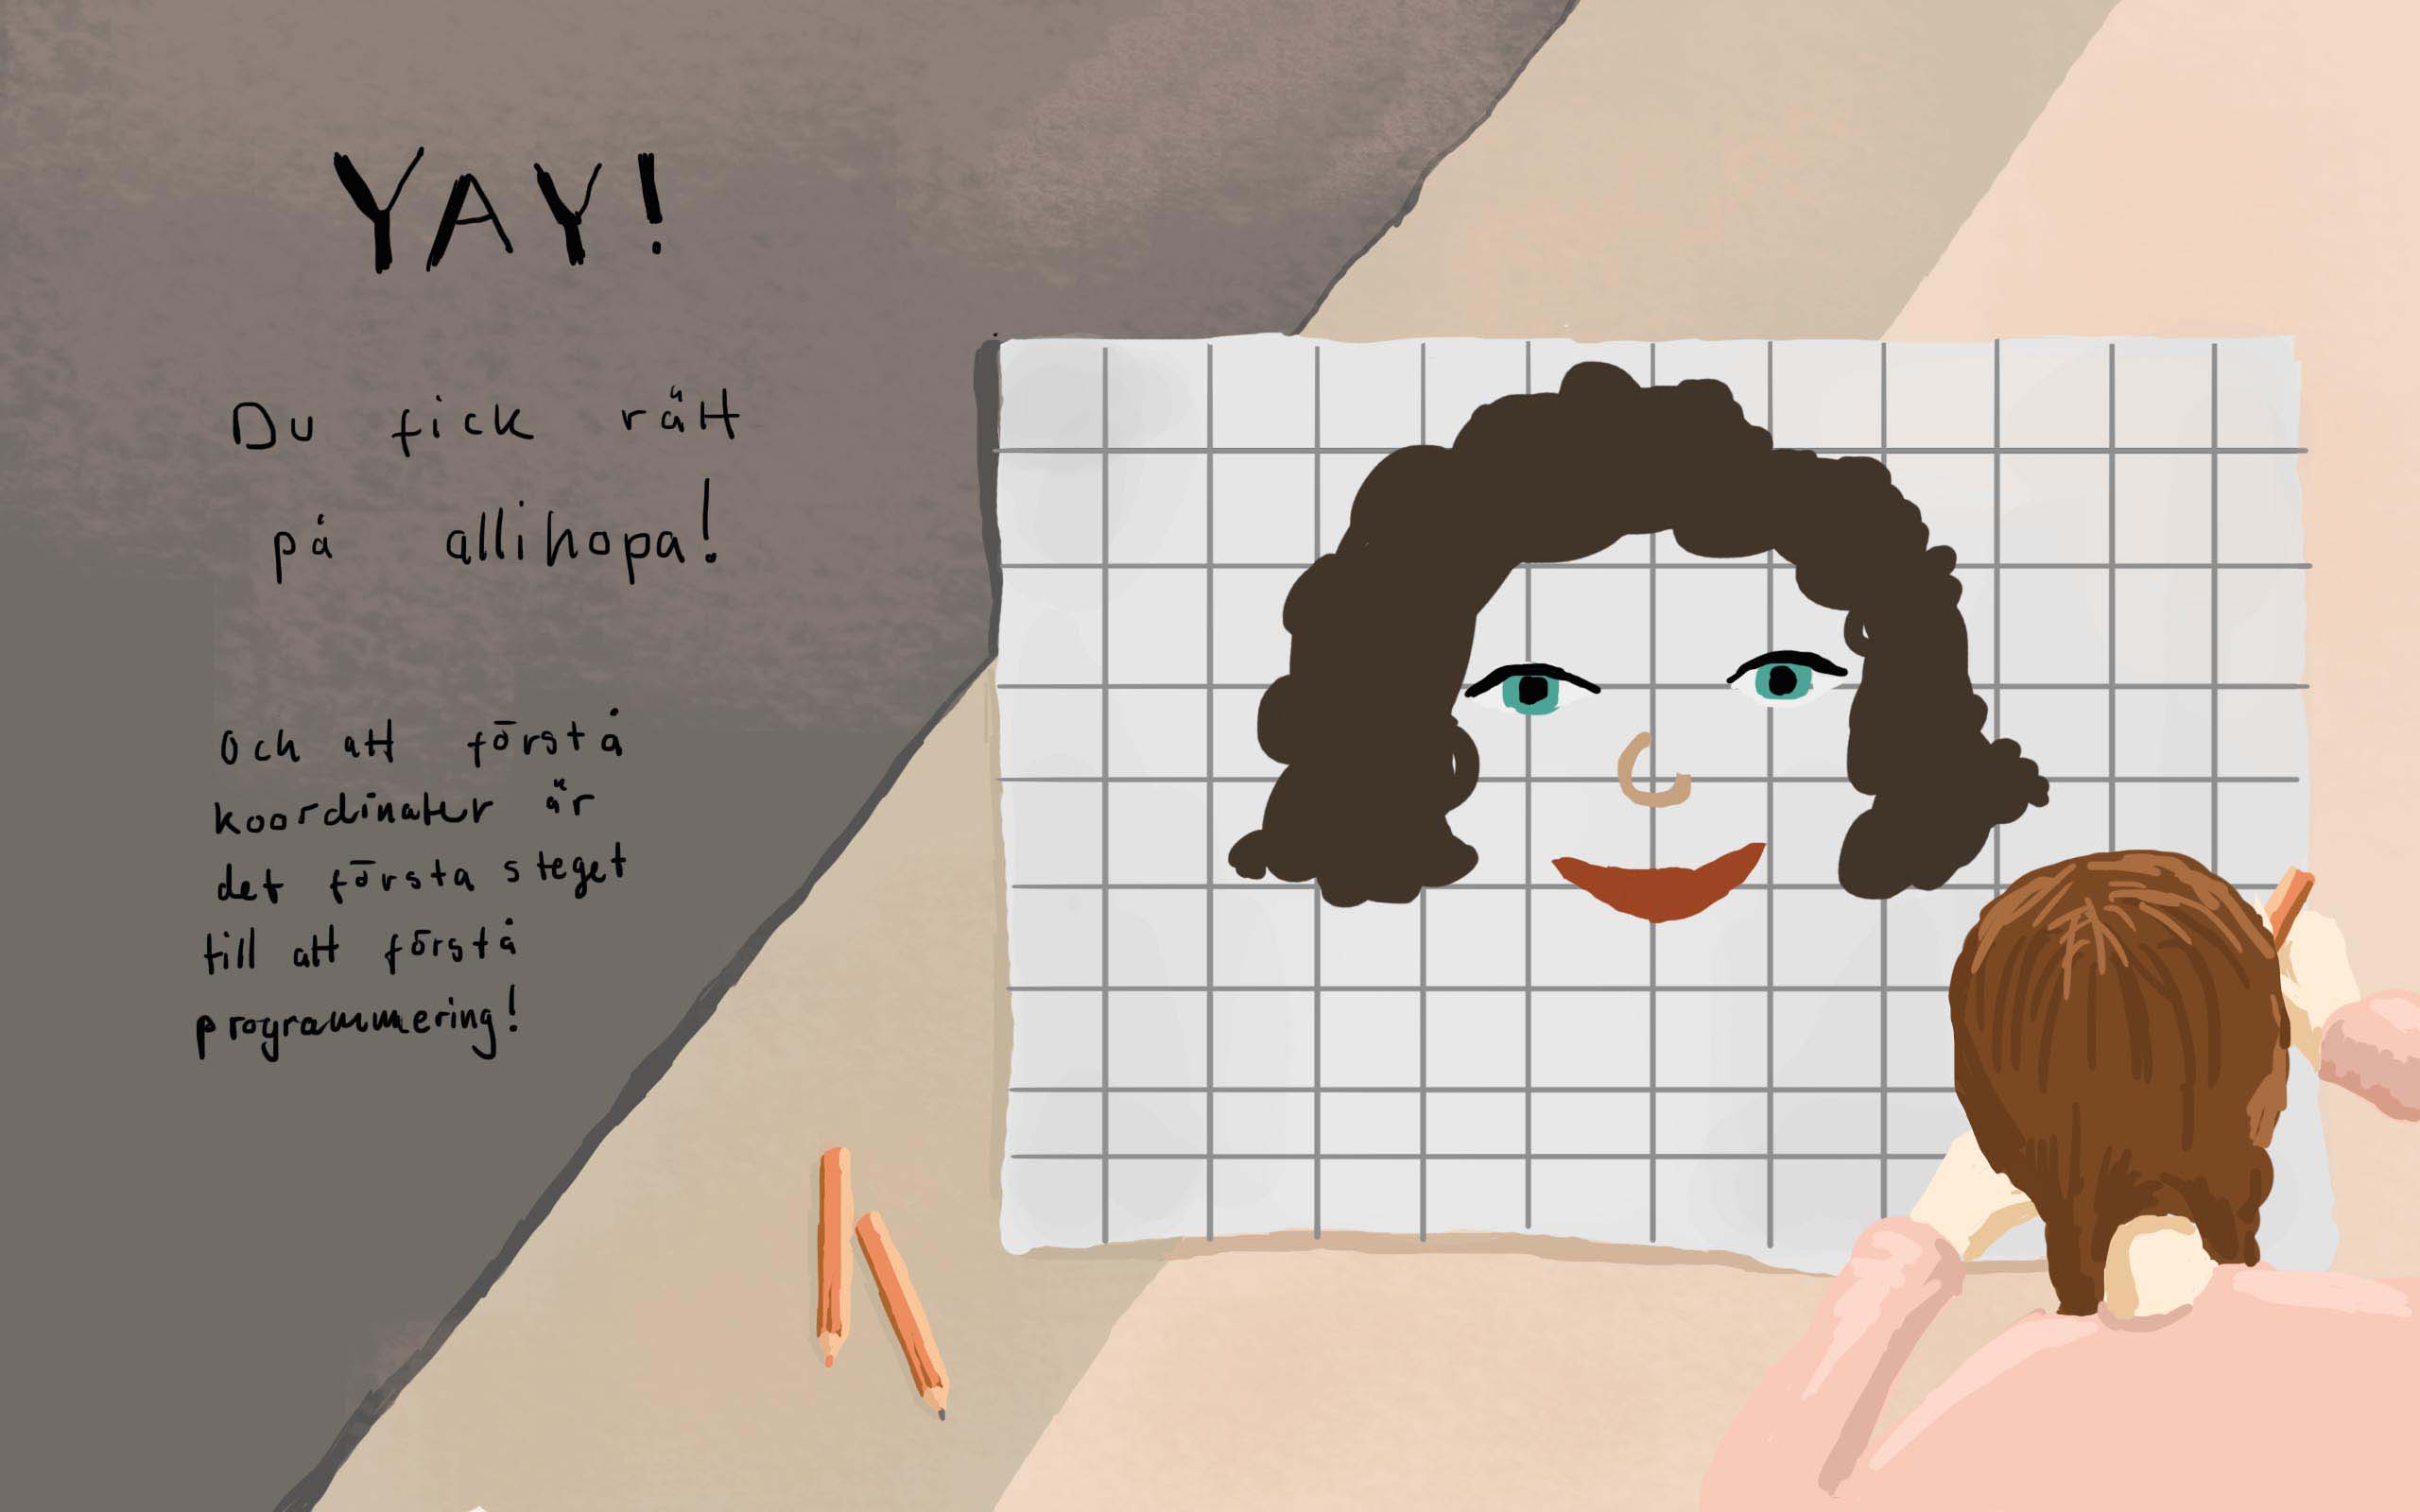 YAY!
Du fick rätt
på allihopa!
Och att förstå
koordinater är
det första steget
till att förstå
programmering!